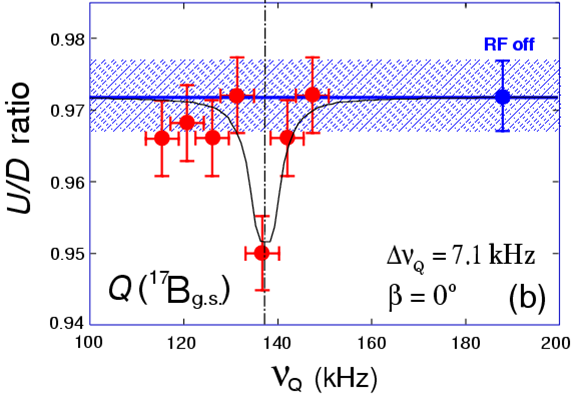 0.98
0.97
0.96
0.95
0.94
U/D ratio
RF off
Q (¹⁷B g.s.)
Δν_Q = 7.1 kHz
β = 0°
(b)
100 120 140 160 180 200
ν_Q (kHz)